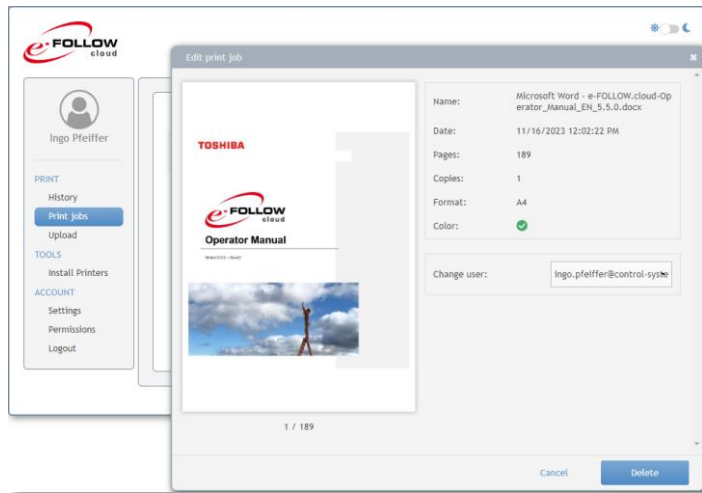 e-FOLLOW
cloud
Ingo Pfeiffer
PRINT
History
Print jobs
Upload
TOOLS
Install Printers
ACCOUNT
Settings
Permissions
Logout
Edit print job
TOSHIBA
e-FOLLOW
cloud
Operator Manual
1 / 189
Name: Microsoft Word - e-FOLLOW.cloud-Op
erator_Manual_EN_5.5.0.docx
Date: 11/16/2023 12:02:22 PM
Pages: 189
Copies: 1
Format: A4
Color:
Change user: ingo.pfeiffer@control-syste
Cancel
Delete